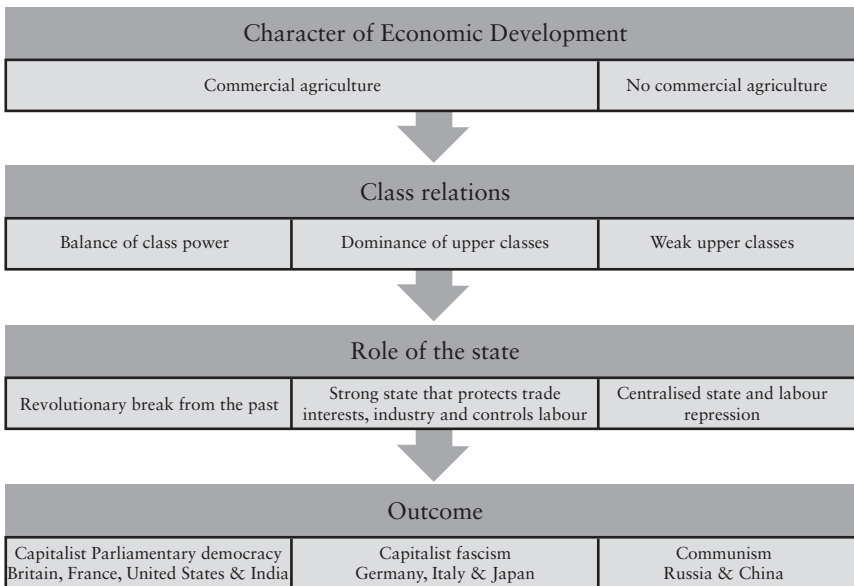 Character of Economic Development
Commercial agriculture
No commercial agriculture
Class relations
Balance of class power
Dominance of upper classes
Weak upper classes
Role of the state
Revolutionary break from the past
Strong state that protects trade
interests, industry and controls labour
Centralised state and labour
repression
Outcome
Capitalist Parliamentary democracy
Britain, France, United States & India
Capitalist fascism
Germany, Italy & Japan
Communism
Russia & China